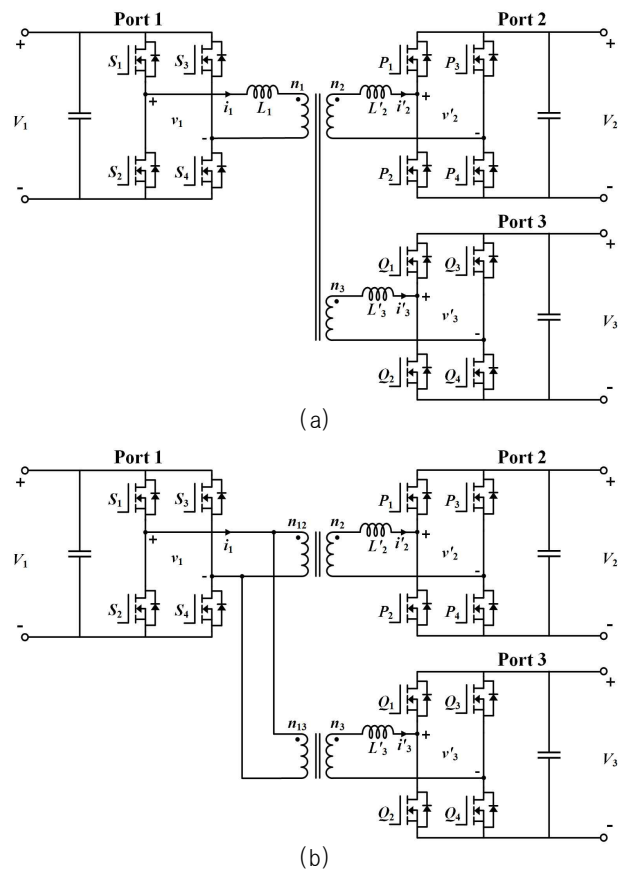 Port 1
Port 2
+
+
S1
S3
P1
P3
i1
L1
n1
n2
L'2
i'2
+
+
V1
v1
v'2
V2
-
-
S2
S4
P2
P4
-
-
Port 3
+
Q1
Q3
n3
L'3
i'3
+
v'3
V3
-
Q2
Q4
-
(a)
Port 1
Port 2
+
+
S1
S3
P1
P3
i1
n12
n2
L'2
i'2
+
+
V1
v1
v'2
V2
-
-
S2
S4
P2
P4
-
-
Port 3
+
Q1
Q3
n13
n3
L'3
i'3
+
v'3
V3
-
Q2
Q4
-
(b)